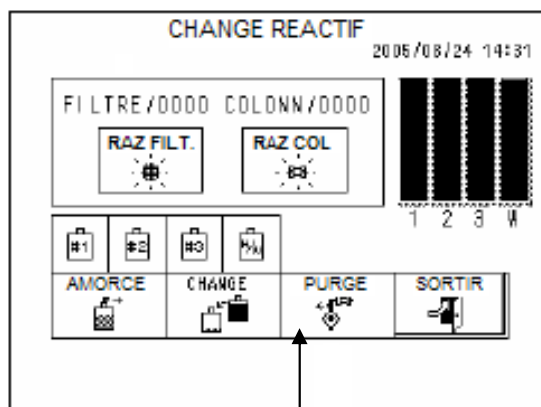 CHANGE REACTIF
2005/08/24 14:31
FILTRE/0000 COLONN/0000
RAZ FILT. RAZ COL
1 2 3 W
#1 #2 #3 H/W
AMORCE CHANGE PURGE SORTIR